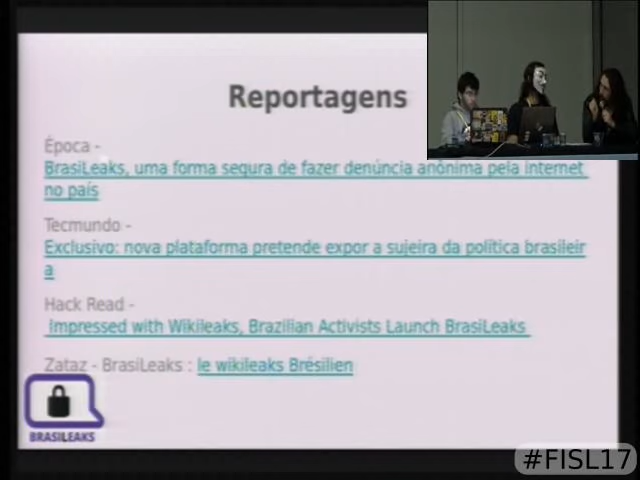 Reportagens
Época -
BrasiLeaks, uma forma segura de fazer denúncia anônima pela Internet
no país
Tecmundo -
Exclusivo: nova plataforma pretende expor a sujeira da política brasileir
a
Hack Read -
Impressed with Wikileaks, Brazilian Activists Launch BrasiLeaks
Zataz - BrasiLeaks : le wikileaks Brésilien
BRASILEAKS
#FISL17